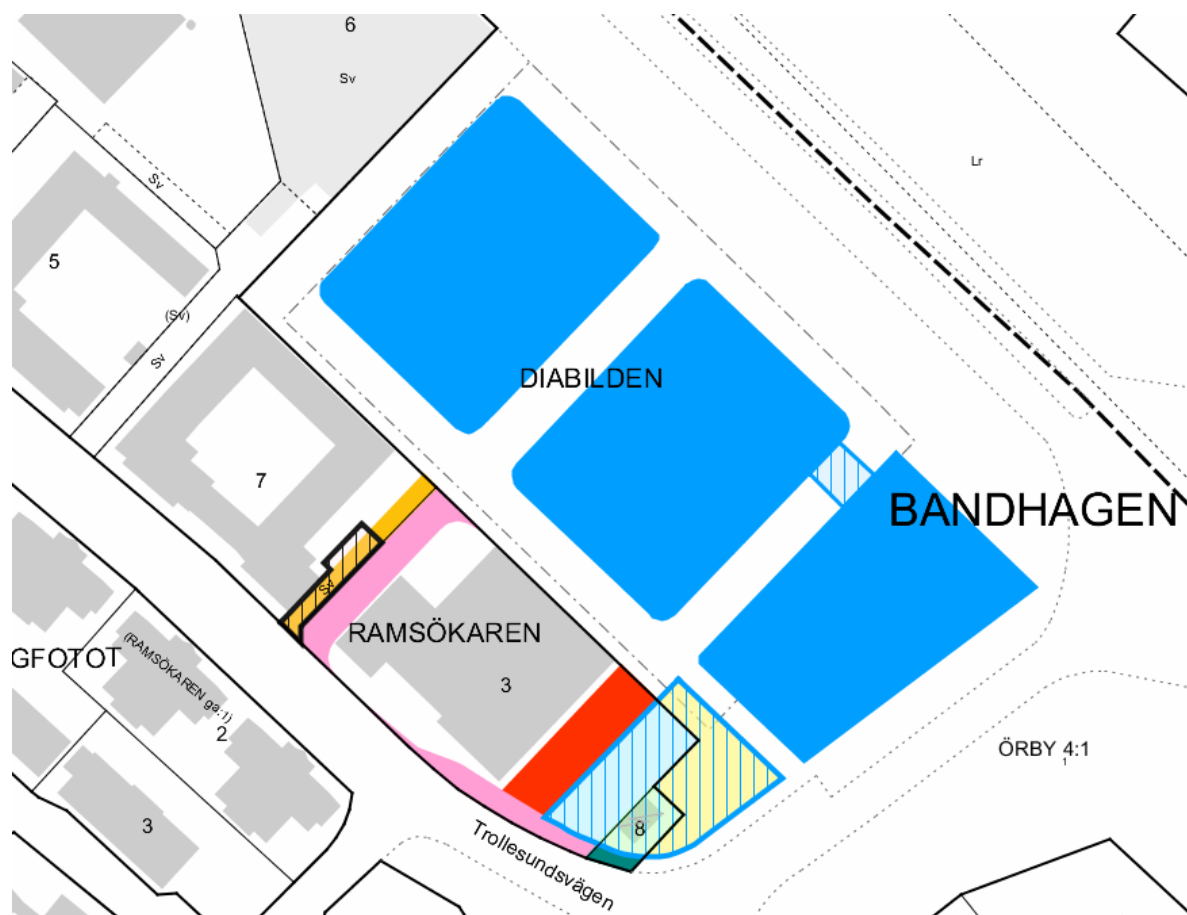 6
Sv
Lr
Sv
5
(Sv)
Sv
DIABILDEN
7
BANDHAGEN
Sv
RAMSÖKAREN
GFOTOT
(RAMSÖKAREN ga:1)
3
2
ÖRBY 4:1
1
3
8
Trollesundsvägen